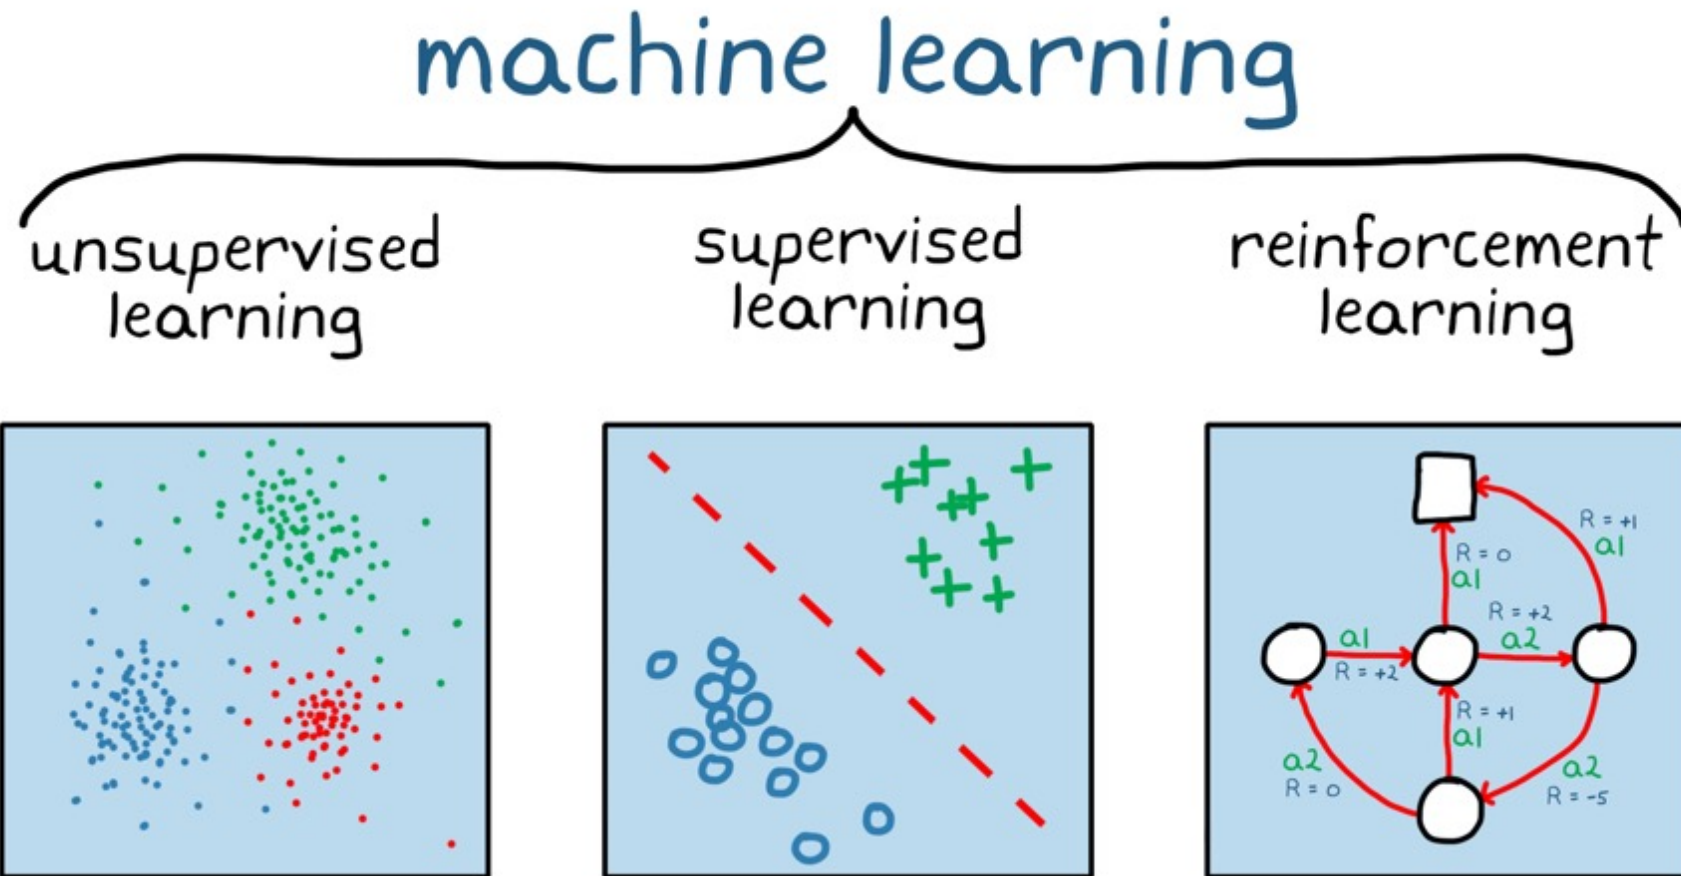 machine learning
unsupervised
learning
supervised
learning
reinforcement
learning
R = +1
a1
R = 0
a1
R = +2
a2
a1
R = +2
R = +1
a1
a2
R = 0
a2
R = -5